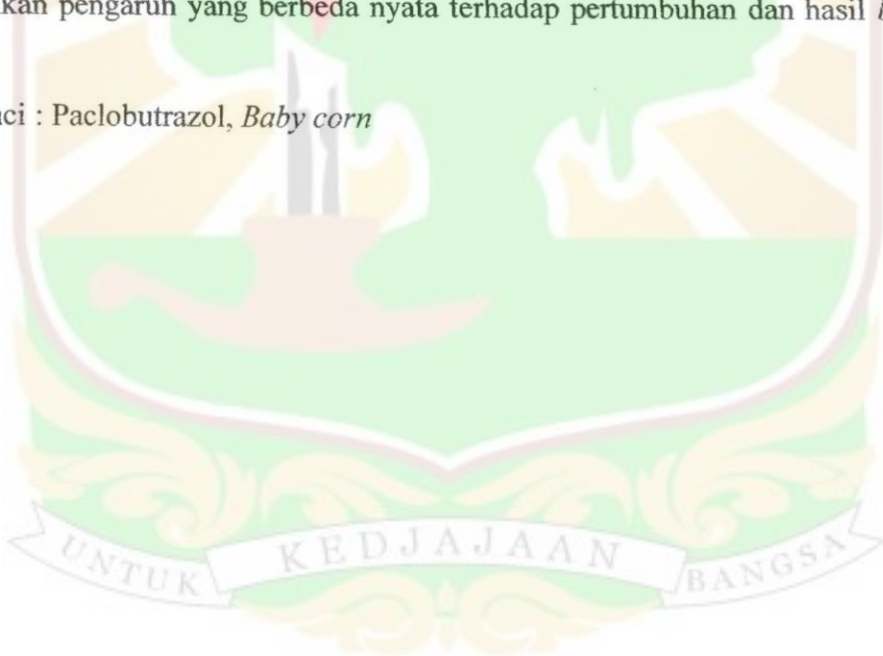 kan pengaruh yang berbeda nyata terhadap pertumbuhan dan hasil
ci : Paclobutrazol, Baby corn
UNTUK KEDJAJAAN BANGSA